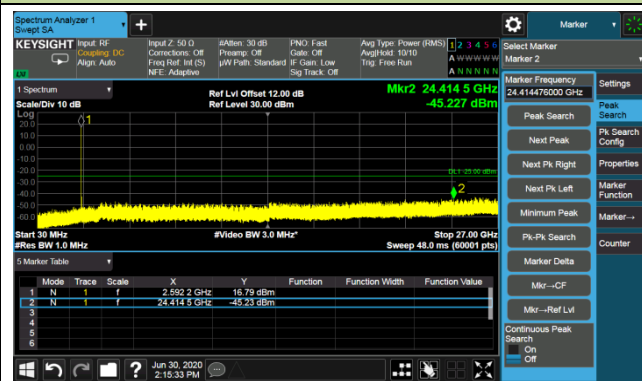 Spectrum Analyzer 1
Swept SA
+
Marker
KEYSIGHT
Input: RF
Coupling: DC
Align: Auto
Input Z: 50 Ω
Corrections: Off
Freq Ref: Int (S)
NFE: Adaptive
#Atten: 30 dB
Preamp: Off
µW Path: Standard
PNO: Fast
Gate: Off
IF Gain: Low
Sig Track: Off
Avg Type: Power (RMS)
Avg|Hold: 10/10
Trig: Free Run
1 2 3 4 5 6
A W W W W W
A N N N N N
LXI
Select Marker
Marker 2
Marker Frequency
24.414476000 GHz
Settings
Peak Search
Next Peak
Next Pk Right
Next Pk Left
Minimum Peak
Pk-Pk Search
Marker Delta
Mkr→CF
Mkr→Ref Lvl
Continuous Peak
Search
On
Off
Peak
Search
Pk Search
Config
Properties
Marker
Function
Marker→
Counter
1 Spectrum
Scale/Div 10 dB
Log
Ref Lvl Offset 12.00 dB
Ref Level 30.00 dBm
Mkr2 24.414 5 GHz
-45.227 dBm
20.0
10.0
0.00
-10.0
-20.0
-30.0
-40.0
-50.0
-60.0
1
DL1 -25.00 dBm
2
Start 30 MHz
#Res BW 1.0 MHz
#Video BW 3.0 MHz*
Stop 27.00 GHz
Sweep 48.0 ms (60001 pts)
5 Marker Table
Mode Trace Scale X Y Function Function Width Function Value
1 N 1 f 2.592 2 GHz 16.79 dBm
2 N 1 f 24.414 5 GHz -45.23 dBm
3
4
5
6
?
Jun 30, 2020
2:15:33 PM